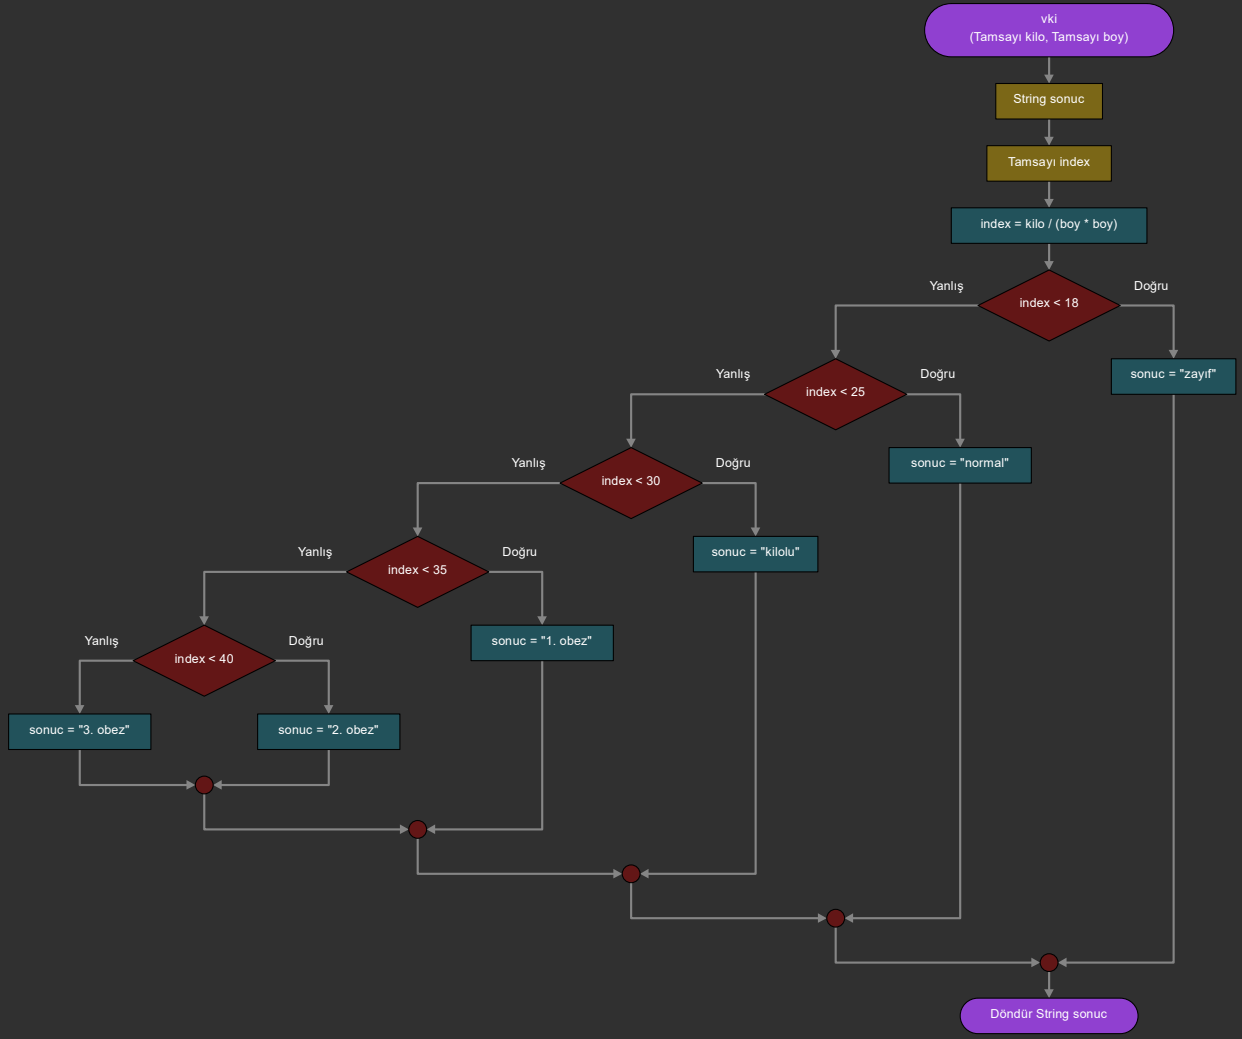 vki
(Tamsayı kilo, Tamsayı boy)
String sonuc
Tamsayı index
index = kilo / (boy * boy)
Yanlış
index < 18
Doğru
sonuc = "zayıf"
Yanlış
index < 25
Doğru
sonuc = "normal"
Yanlış
index < 30
Doğru
sonuc = "kilolu"
Yanlış
index < 35
Doğru
sonuc = "1. obez"
Yanlış
index < 40
Doğru
sonuc = "3. obez"
sonuc = "2. obez"
Döndür String sonuc